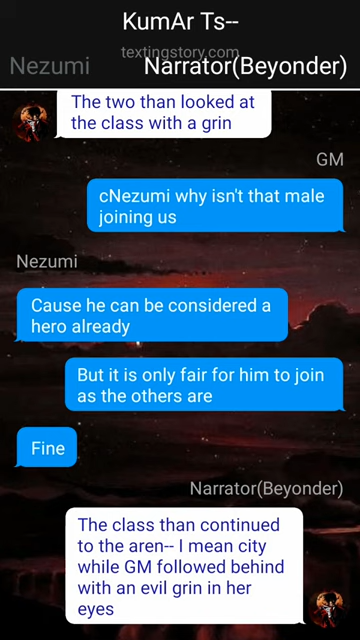 KumAr Ts--
textingstory.com
Nezumi
Narrator(Beyonder)
The two than looked at
the class with a grin
GM
cNezumi why isn't that male
joining us
Nezumi
Cause he can be considered a
hero already
But it is only fair for him to join
as the others are
Fine
Narrator(Beyonder)
The class than continued
to the aren-- I mean city
while GM followed behind
with an evil grin in her
eyes